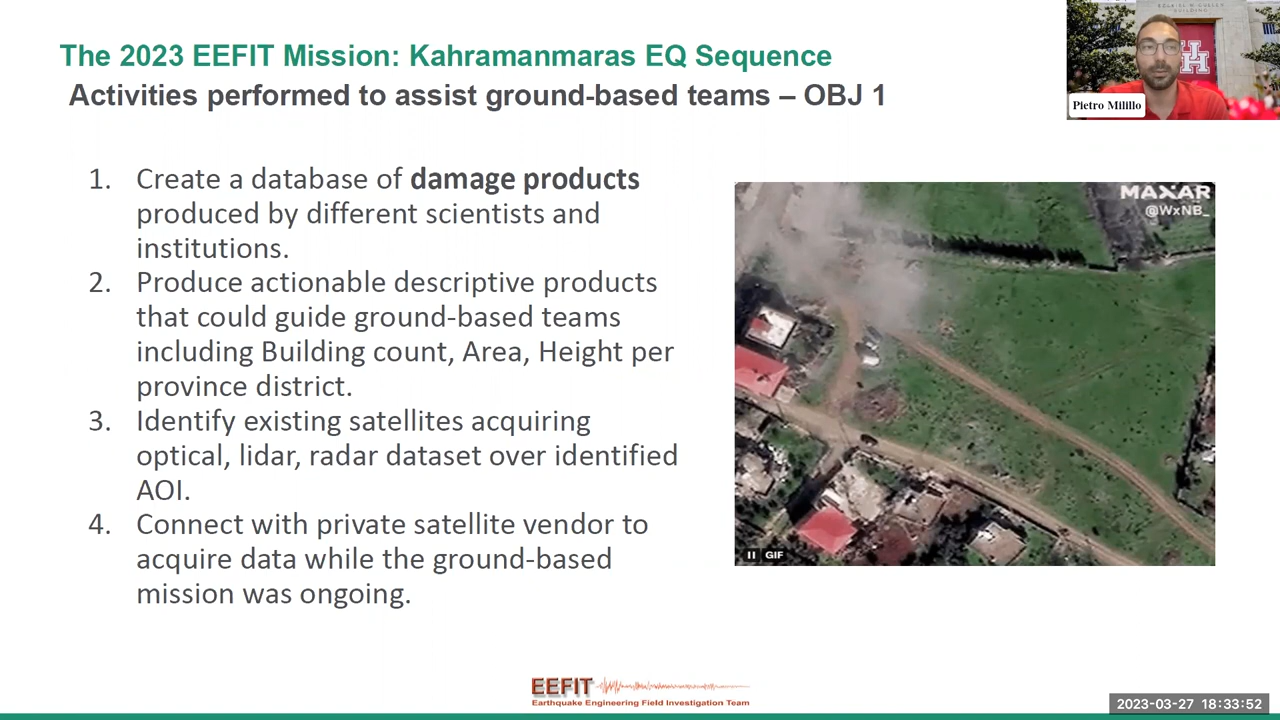 The 2023 EEFIT Mission: Kahramanmaras EQ Sequence
Activities performed to assist ground-based teams – OBJ 1
Pietro Milillo
1. Create a database of damage products
produced by different scientists and
institutions.
2. Produce actionable descriptive products
that could guide ground-based teams
including Building count, Area, Height per
province district.
3. Identify existing satellites acquiring
optical, lidar, radar dataset over identified
AOI.
4. Connect with private satellite vendor to
acquire data while the ground-based
mission was ongoing.
MAXAR
@WxNB_
GIF
EEFIT
Earthquake Engineering Field Investigation Team
2023-03-27 18:33:52